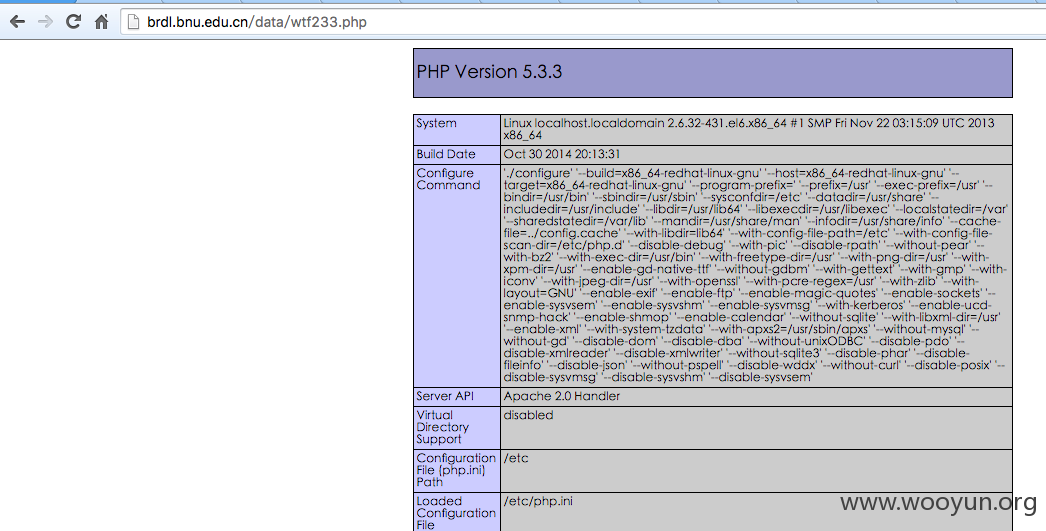 brdl.bnu.edu.cn/data/wtf233.php
PHP Version 5.3.3
System
Linux localhost.localdomain 2.6.32-431.el6.x86_64 #1 SMP Fri Nov 22 03:15:09 UTC 2013
x86_64
Build Date
Oct 30 2014 20:13:31
Configure
Command
'./configure' '--build=x86_64-redhat-linux-gnu' '--host=x86_64-redhat-linux-gnu' '--
target=x86_64-redhat-linux-gnu' '--program-prefix=' '--prefix=/usr' '--exec-prefix=/usr' '--
bindir=/usr/bin' '--sbindir=/usr/sbin' '--sysconfdir=/etc' '--datadir=/usr/share' '--
includedir=/usr/include' '--libdir=/usr/lib64' '--libexecdir=/usr/libexec' '--localstatedir=/var'
'--sharedstatedir=/var/lib' '--mandir=/usr/share/man' '--infodir=/usr/share/info' '--cache-
file=../config.cache' '--with-libdir=lib64' '--with-config-file-path=/etc' '--with-config-file-
scan-dir=/etc/php.d' '--disable-debug' '--with-pic' '--disable-rpath' '--without-pear' '--
with-bz2' '--with-exec-dir=/usr/bin' '--with-freetype-dir=/usr' '--with-png-dir=/usr' '--with-
xpm-dir=/usr' '--enable-gd-native-ttf' '--without-gdbm' '--with-gettext' '--with-gmp' '--with-
iconv' '--with-jpeg-dir=/usr' '--with-openssl' '--with-pcre-regex=/usr' '--with-zlib' '--with-
layout=GNU' '--enable-exif' '--enable-ftp' '--enable-magic-quotes' '--enable-sockets' '--
enable-sysvsem' '--enable-sysvshm' '--enable-sysvmsg' '--with-kerberos' '--enable-ucd-
snmp-hack' '--enable-shmop' '--enable-calendar' '--without-sqlite' '--with-libxml-dir=/usr'
'--enable-xml' '--with-system-tzdata' '--with-apxs2=/usr/sbin/apxs' '--without-mysql' '--
without-gd' '--disable-dom' '--disable-dba' '--without-unixODBC' '--disable-pdo' '--
disable-xmlreader' '--disable-xmlwriter' '--without-sqlite3' '--disable-phar' '--disable-
fileinfo' '--disable-json' '--without-pspell' '--disable-wddx' '--without-curl' '--disable-posix' '--
disable-sysvmsg' '--disable-sysvshm' '--disable-sysvsem'
Server API
Apache 2.0 Handler
Virtual
Directory
Support
disabled
Configuration
File (php.ini)
Path
/etc
Loaded
Configuration
File
/etc/php.ini
www.wooyun.org